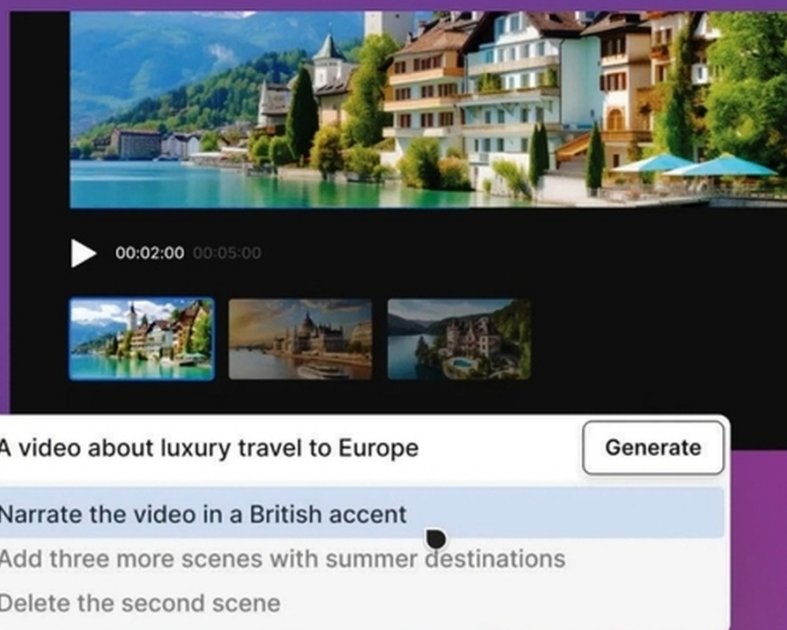 00:02:00 00:05:00
A video about luxury travel to Europe
Generate
Narrate the video in a British accent
Add three more scenes with summer destinations
Delete the second scene